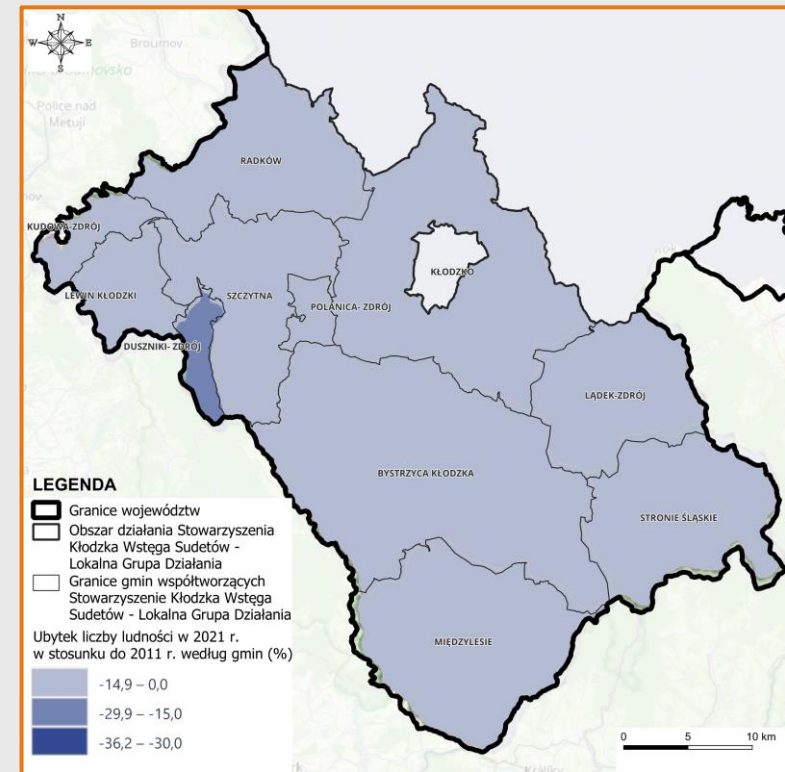 N
W E
S
Broumov
Police nad
Metují
RADKÓW
KUDOWA-ZDRÓJ
KŁODZKO
LEWIN KŁODZKI
SZCZYTNA
POLANICA- ZDRÓJ
DUSZNIKI- ZDRÓJ
LĄDEK-ZDRÓJ
BYSTRZYCA KŁODZKA
STRONIE ŚLĄSKIE
MIĘDZYLESIE
LEGENDA
Granice województw
Obszar działania Stowarzyszenia
Kłodzka Wstęga Sudetów -
Lokalna Grupa Działania
Granice gmin współtworzących
Stowarzyszenie Kłodzka Wstęga
Sudetów - Lokalna Grupa Działania
Ubytek liczby ludności w 2021 r.
w stosunku do 2011 r. według gmin (%)
-14,9 – 0,0
-29,9 – -15,0
-36,2 – -30,0
0 5 10 km
Králíky